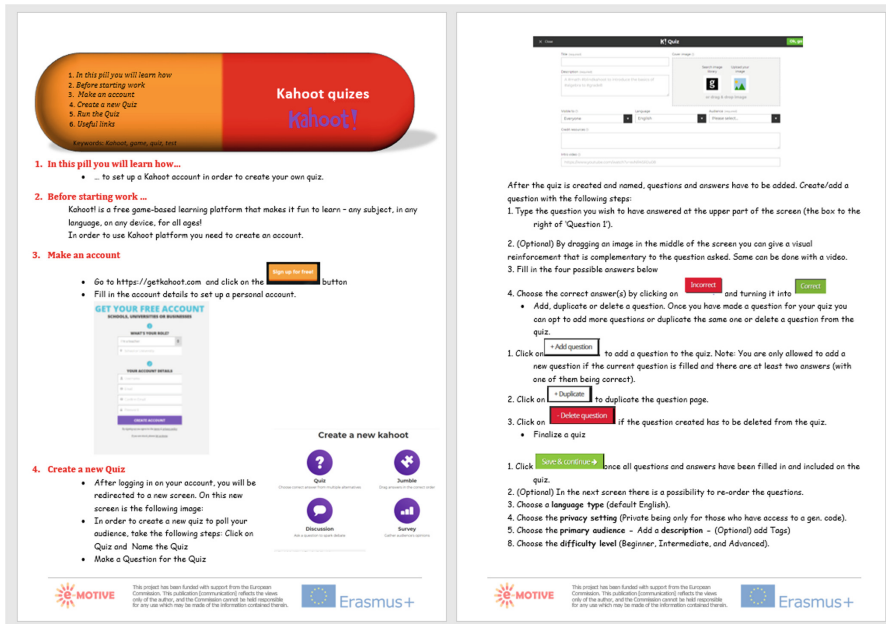 1. In this pill you will learn how
2. Before starting work
3. Make an account
4. Create a new Quiz
5. Run the Quiz
6. Useful links
Keywords: Kahoot, game, quiz, test
Kahoot quizes
Kahoot!
1. In this pill you will learn how...
• ... to set up a Kahoot account in order to create your own quiz.
2. Before starting work ...
Kahoot! is a free game-based learning platform that makes it fun to learn – any subject, in any
language, on any device, for all ages!
In order to use Kahoot platform you need to create an account.
3. Make an account
• Go to https://getkahoot.com and click on the Sign up for free! button
• Fill in the account details to set up a personal account.
GET YOUR FREE ACCOUNT
SCHOOLS, UNIVERSITIES OR BUSINESSES
WHAT'S YOUR ROLE?
YOUR ACCOUNT DETAILS
CREATE ACCOUNT
4. Create a new Quiz
• After logging in on your account, you will be
redirected to a new screen. On this new
screen is the following image:
• In order to create a new quiz to poll your
audience, take the following steps: Click on
Quiz and Name the Quiz
• Make a Question for the Quiz
Create a new kahoot
Quiz
Choose correct answer from multiple alternatives
Jumble
Drag answers in the correct order
Discussion
Ask a question to spark debate
Survey
Gather audience's opinions
e-MOTIVE
This project has been funded with support from the European
Commission. This publication [communication] reflects the views
only of the author, and the Commission cannot be held responsible
for any use which may be made of the information contained therein.
Erasmus+
K! Quiz
Description
Language
Everyone
English
Please select...
After the quiz is created and named, questions and answers have to be added. Create/add a
question with the following steps:
1. Type the question you wish to have answered at the upper part of the screen (the box to the
right of 'Question 1').
2. (Optional) By dragging an image in the middle of the screen you can give a visual
reinforcement that is complementary to the question asked. Same can be done with a video.
3. Fill in the four possible answers below
4. Choose the correct answer(s) by clicking on Incorrect and turning it into Correct
• Add, duplicate or delete a question. Once you have made a question for your quiz you
can opt to add more questions or duplicate the same one or delete a question from the
quiz.
1. Click on + Add question to add a question to the quiz. Note: You are only allowed to add a
new question if the current question is filled and there are at least two answers (with
one of them being correct).
2. Click on + Duplicate to duplicate the question page.
3. Click on - Delete question if the question created has to be deleted from the quiz.
• Finalize a quiz
1. Click Save & continue → once all questions and answers have been filled in and included on the
quiz.
2. (Optional) In the next screen there is a possibility to re-order the questions.
3. Choose a language type (default English).
4. Choose the privacy setting (Private being only for those who have access to a gen. code).
5. Choose the primary audience - Add a description - (Optional) add Tags)
8. Choose the difficulty level (Beginner, Intermediate, and Advanced).
e-MOTIVE
This project has been funded with support from the European
Commission. This publication [communication] reflects the views
only of the author, and the Commission cannot be held responsible
for any use which may be made of the information contained therein.
Erasmus+